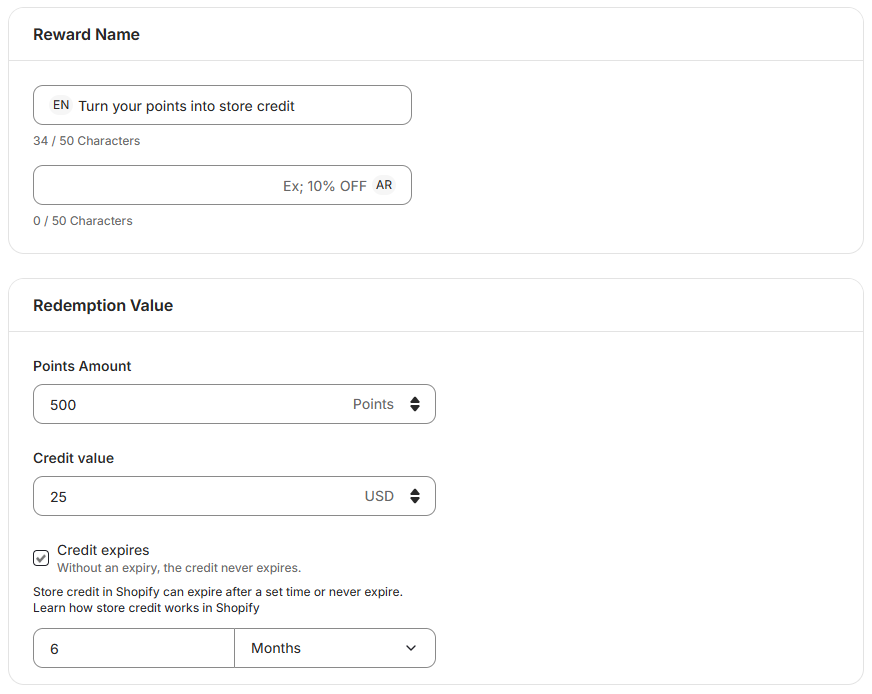 Reward Name
EN Turn your points into store credit
34 / 50 Characters
Ex; 10% OFF AR
0 / 50 Characters
Redemption Value
Points Amount
500 Points
Credit value
25 USD
Credit expires
Without an expiry, the credit never expires.
Store credit in Shopify can expire after a set time or never expire.
Learn how store credit works in Shopify
6 Months